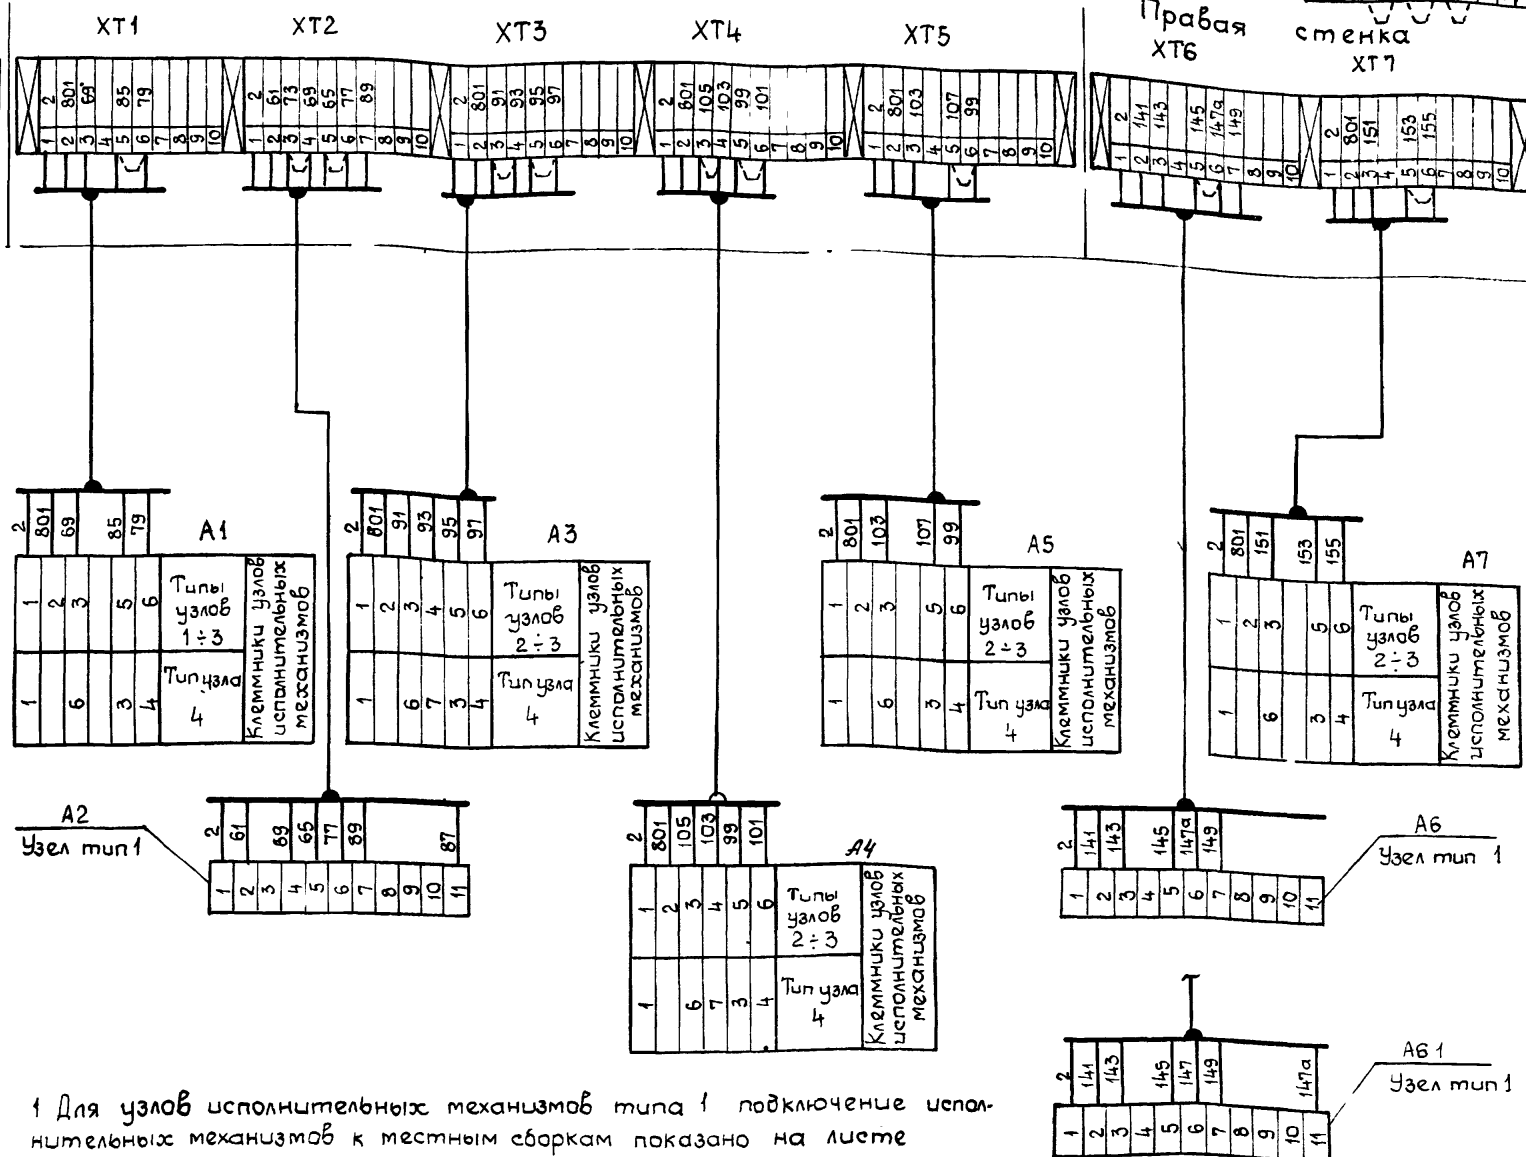 XT1 XT2 XT3 XT4 XT5
Правая стенка
XT6 XT7
2 801 69 85 79
1 2 3 4 5 6 7 8 9 10
2 61 73 69 65 77 89
1 2 3 4 5 6 7 8 9 10
2 801 91 93 95 97
1 2 3 4 5 6 7 8 9 10
2 801 105 103 99 101
1 2 3 4 5 6 7 8 9 10
2 801 103 107 99
1 2 3 4 5 6 7 8 9 10
2 141 143 145 147а 149
1 2 3 4 5 6 7 8 9 10
2 801 151 153 155
1 2 3 4 5 6 7 8 9 10
2 801 69 85 79
А1
1 2 3 5 6
Типы
узлов
1÷3
1 6 3 4
Тип узла
4
Клеммники узлов
исполнительных
механизмов
2 801 91 93 95 97
А3
1 2 3 4 5 6
Типы
узлов
2÷3
1 6 7 3 4
Тип узла
4
Клеммники узлов
исполнительных
механизмов
2 801 103 107 99
А5
1 2 3 5 6
Типы
узлов
2÷3
1 6 3 4
Тип узла
4
Клеммники узлов
исполнительных
механизмов
2 801 151 153 155
А7
1 2 3 5 6
Типы
узлов
2÷3
1 6 3 4
Тип узла
4
Клеммники узлов
исполнительных
механизмов
А2
Узел тип 1
2 61 65 77 89 87
1 2 3 4 5 6 7 8 9 10 11
2 801 105 103 99 101
А4
1 2 3 4 5 6
Типы
узлов
2÷3
1 6 7 3 4
Тип узла
4
Клеммники узлов
исполнительных
механизмов
2 141 143 145 147а 149
1 2 3 4 5 6 7 8 9 10 11
А6
Узел тип 1
2 141 143 145 147 149 147а
1 2 3 4 5 6 7 8 9 10 11
А61
Узел тип 1
1 Для узлов исполнительных механизмов типа 1 подключение испол-
нительных механизмов к местным сборкам показано на листе